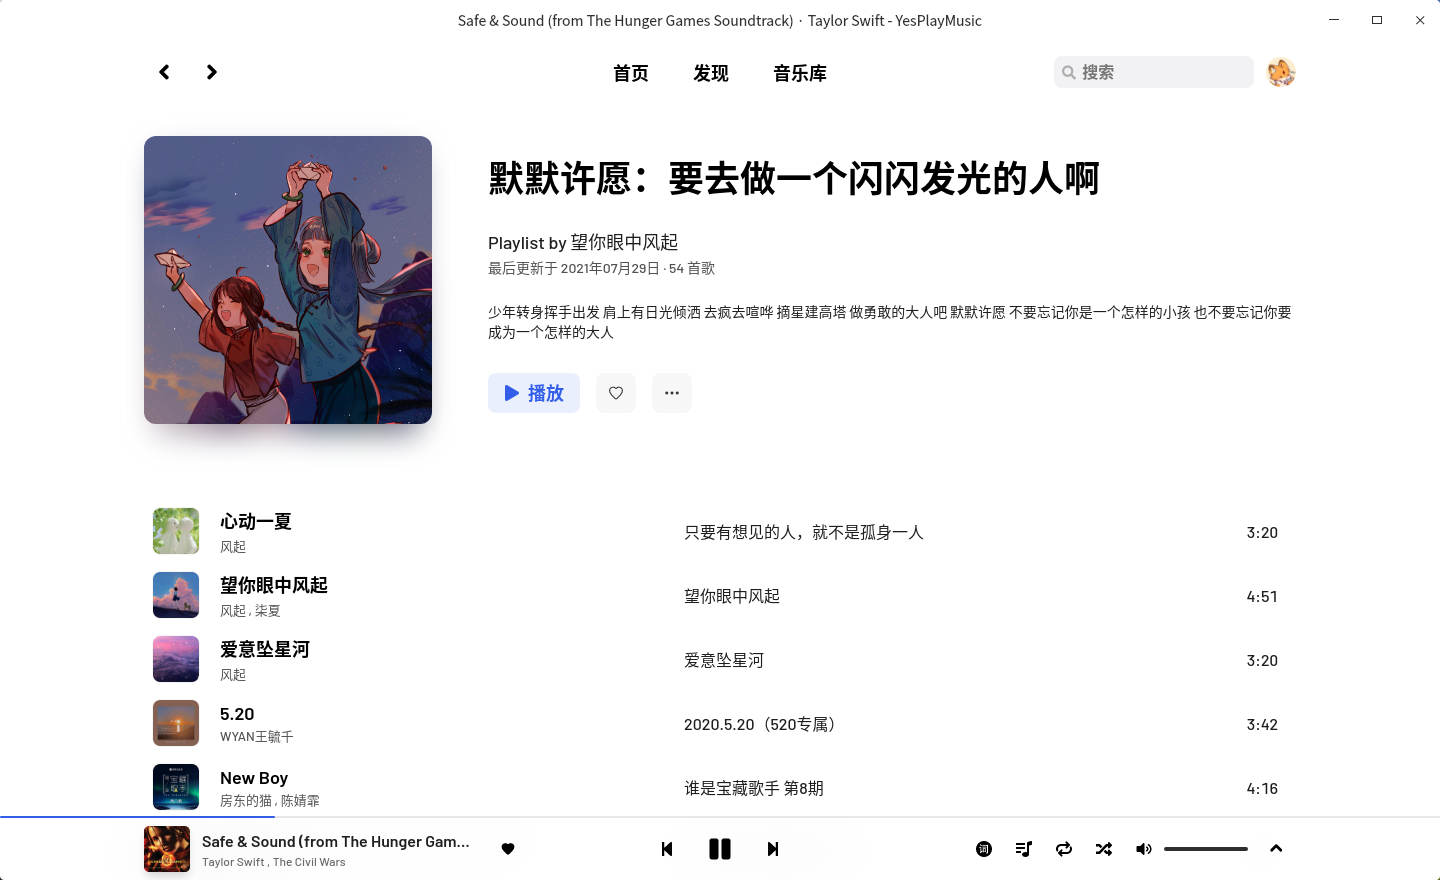 Safe & Sound (from The Hunger Games Soundtrack) · Taylor Swift - YesPlayMusic
首页 发现 音乐库 搜索
默默许愿：要去做一个闪闪发光的人啊
Playlist by 望你眼中风起
最后更新于 2021年07月29日 · 54 首歌
少年转身挥手出发 肩上有日光倾洒 去疯去喧哗 摘星建高塔 做勇敢的大人吧 默默许愿 不要忘记你是一个怎样的小孩 也不要忘记你要
成为一个怎样的大人
播放
心动一夏
风起
只要有想见的人，就不是孤身一人
3:20
望你眼中风起
风起 , 柒夏
望你眼中风起
4:51
爱意坠星河
风起
爱意坠星河
3:20
5.20
WYAN王毓千
2020.5.20（520专属）
3:42
宝藏
歌手
New Boy
房东的猫 , 陈婧霏
谁是宝藏歌手 第8期
4:16
Safe & Sound (from The Hunger Gam...
Taylor Swift , The Civil Wars
词